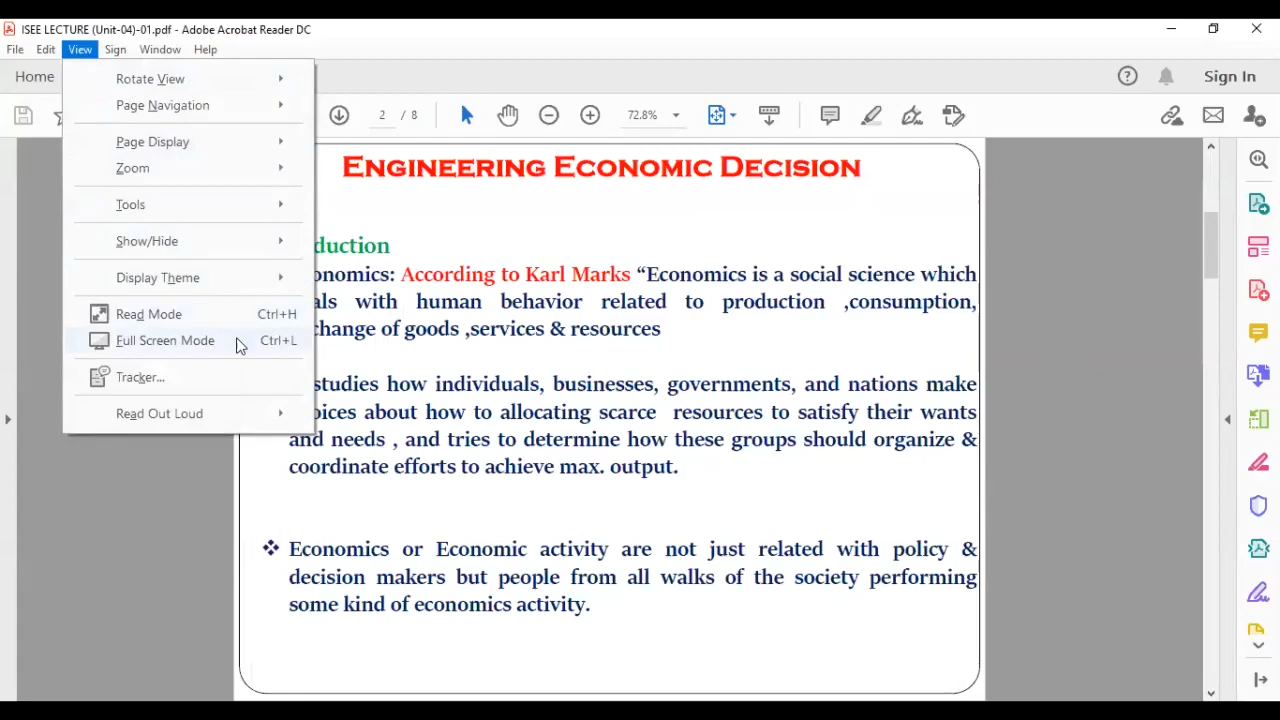 ISEE LECTURE (Unit-04)-01.pdf - Adobe Acrobat Reader DC
File Edit View Sign Window Help
Home
Sign In
2 / 8
72.8%
Rotate View
Page Navigation
Page Display
Zoom
Tools
Show/Hide
Display Theme
Read Mode Ctrl+H
Full Screen Mode Ctrl+L
Tracker...
Read Out Loud
ENGINEERING ECONOMIC DECISION
duction
onomics: According to Karl Marks “Economics is a social science which
als with human behavior related to production ,consumption,
change of goods ,services & resources
studies how individuals, businesses, governments, and nations make
oices about how to allocating scarce resources to satisfy their wants
and needs , and tries to determine how these groups should organize &
coordinate efforts to achieve max. output.
❖ Economics or Economic activity are not just related with policy &
decision makers but people from all walks of the society performing
some kind of economics activity.